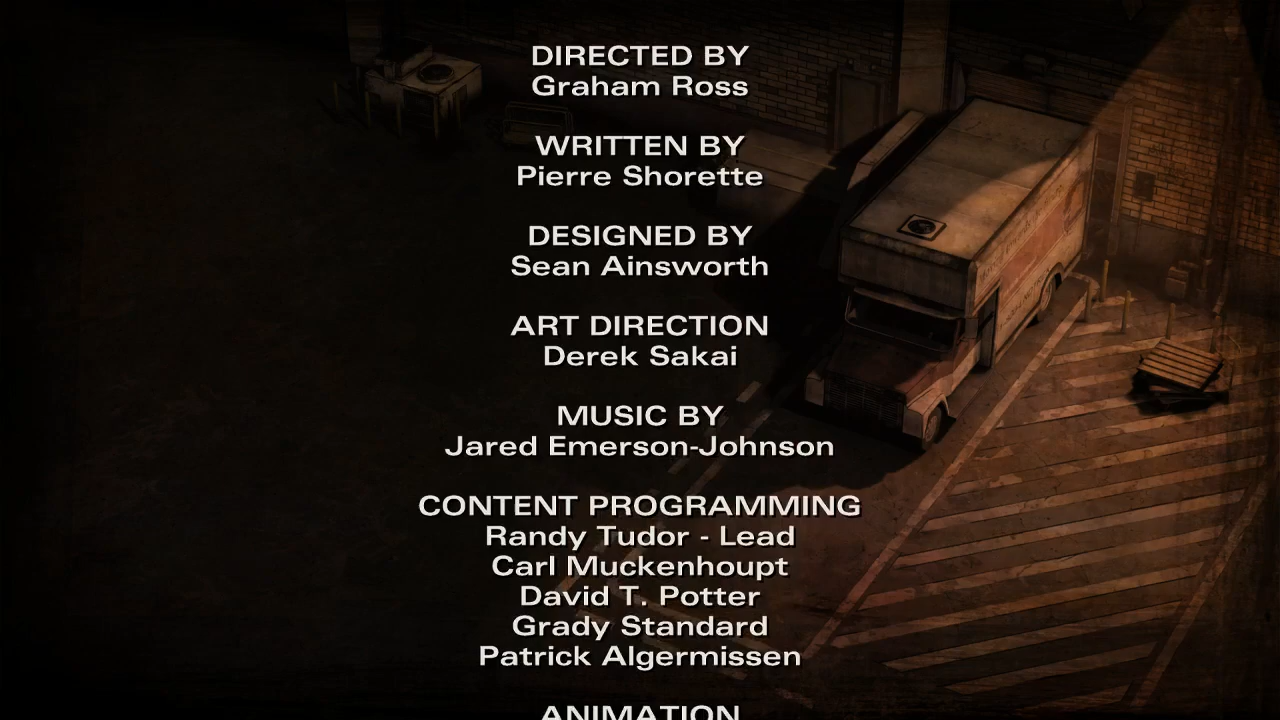 DIRECTED BY
Graham Ross
WRITTEN BY
Pierre Shorette
DESIGNED BY
Sean Ainsworth
ART DIRECTION
Derek Sakai
MUSIC BY
Jared Emerson-Johnson
CONTENT PROGRAMMING
Randy Tudor - Lead
Carl Muckenhoupt
David T. Potter
Grady Standard
Patrick Algermissen
ANIMATION